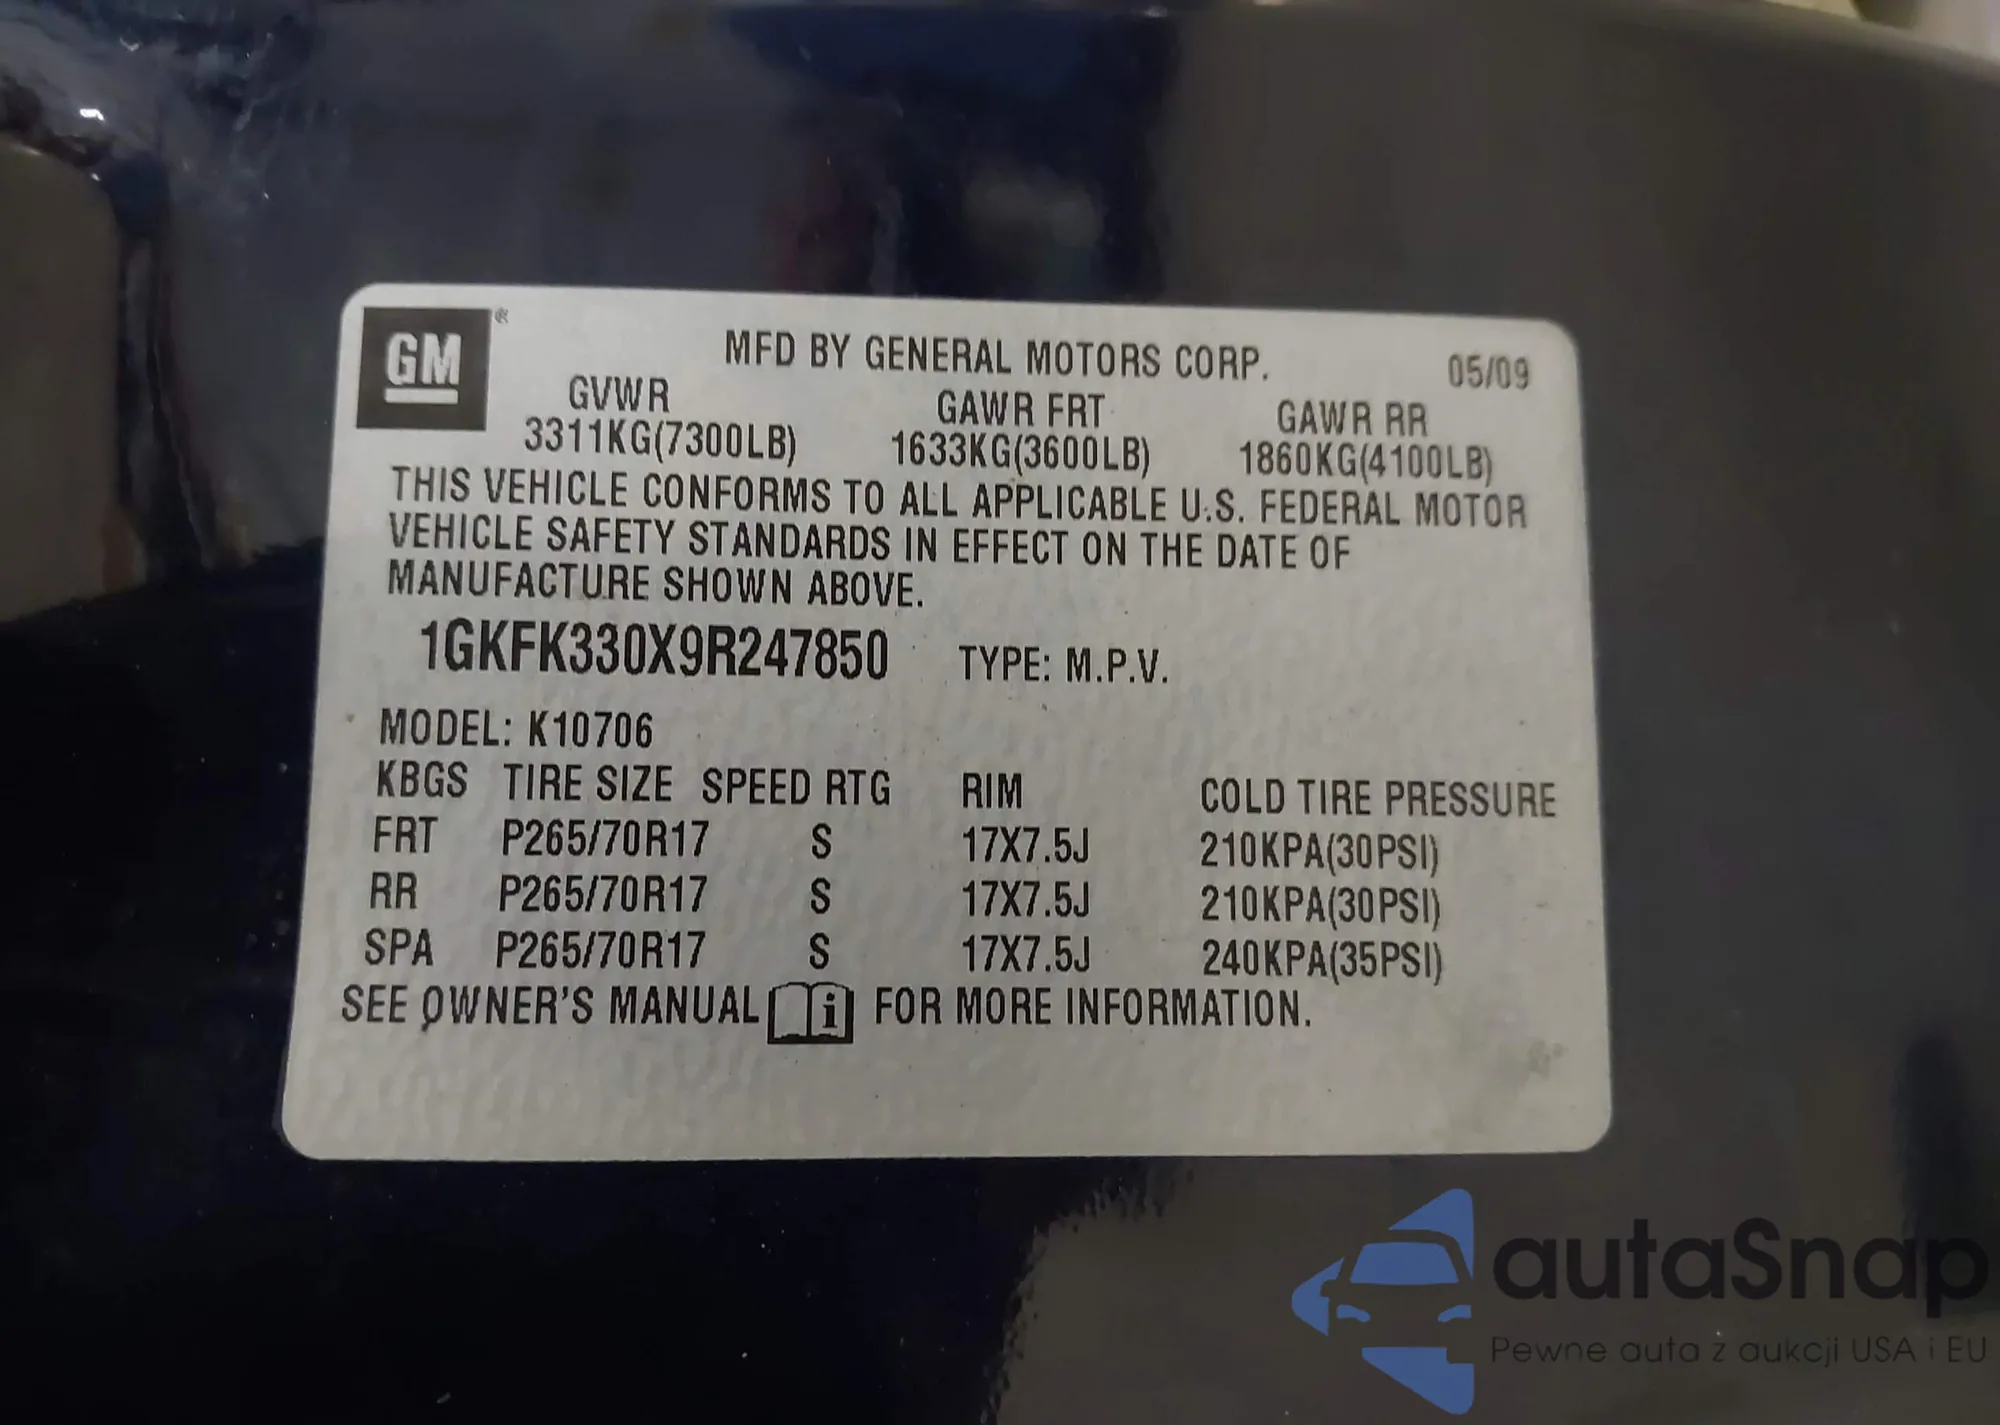 GM®
MFD BY GENERAL MOTORS CORP. 05/09
GVWR GAWR FRT GAWR RR
3311KG(7300LB) 1633KG(3600LB) 1860KG(4100LB)
THIS VEHICLE CONFORMS TO ALL APPLICABLE U.S. FEDERAL MOTOR
VEHICLE SAFETY STANDARDS IN EFFECT ON THE DATE OF
MANUFACTURE SHOWN ABOVE.
1GKFK330X9R247850 TYPE: M.P.V.
MODEL: K10706
KBGS TIRE SIZE SPEED RTG RIM COLD TIRE PRESSURE
FRT P265/70R17 S 17X7.5J 210KPA(30PSI)
RR P265/70R17 S 17X7.5J 210KPA(30PSI)
SPA P265/70R17 S 17X7.5J 240KPA(35PSI)
SEE OWNER'S MANUAL i FOR MORE INFORMATION.
autaSnap
Pewne auta z aukcji USA i EU